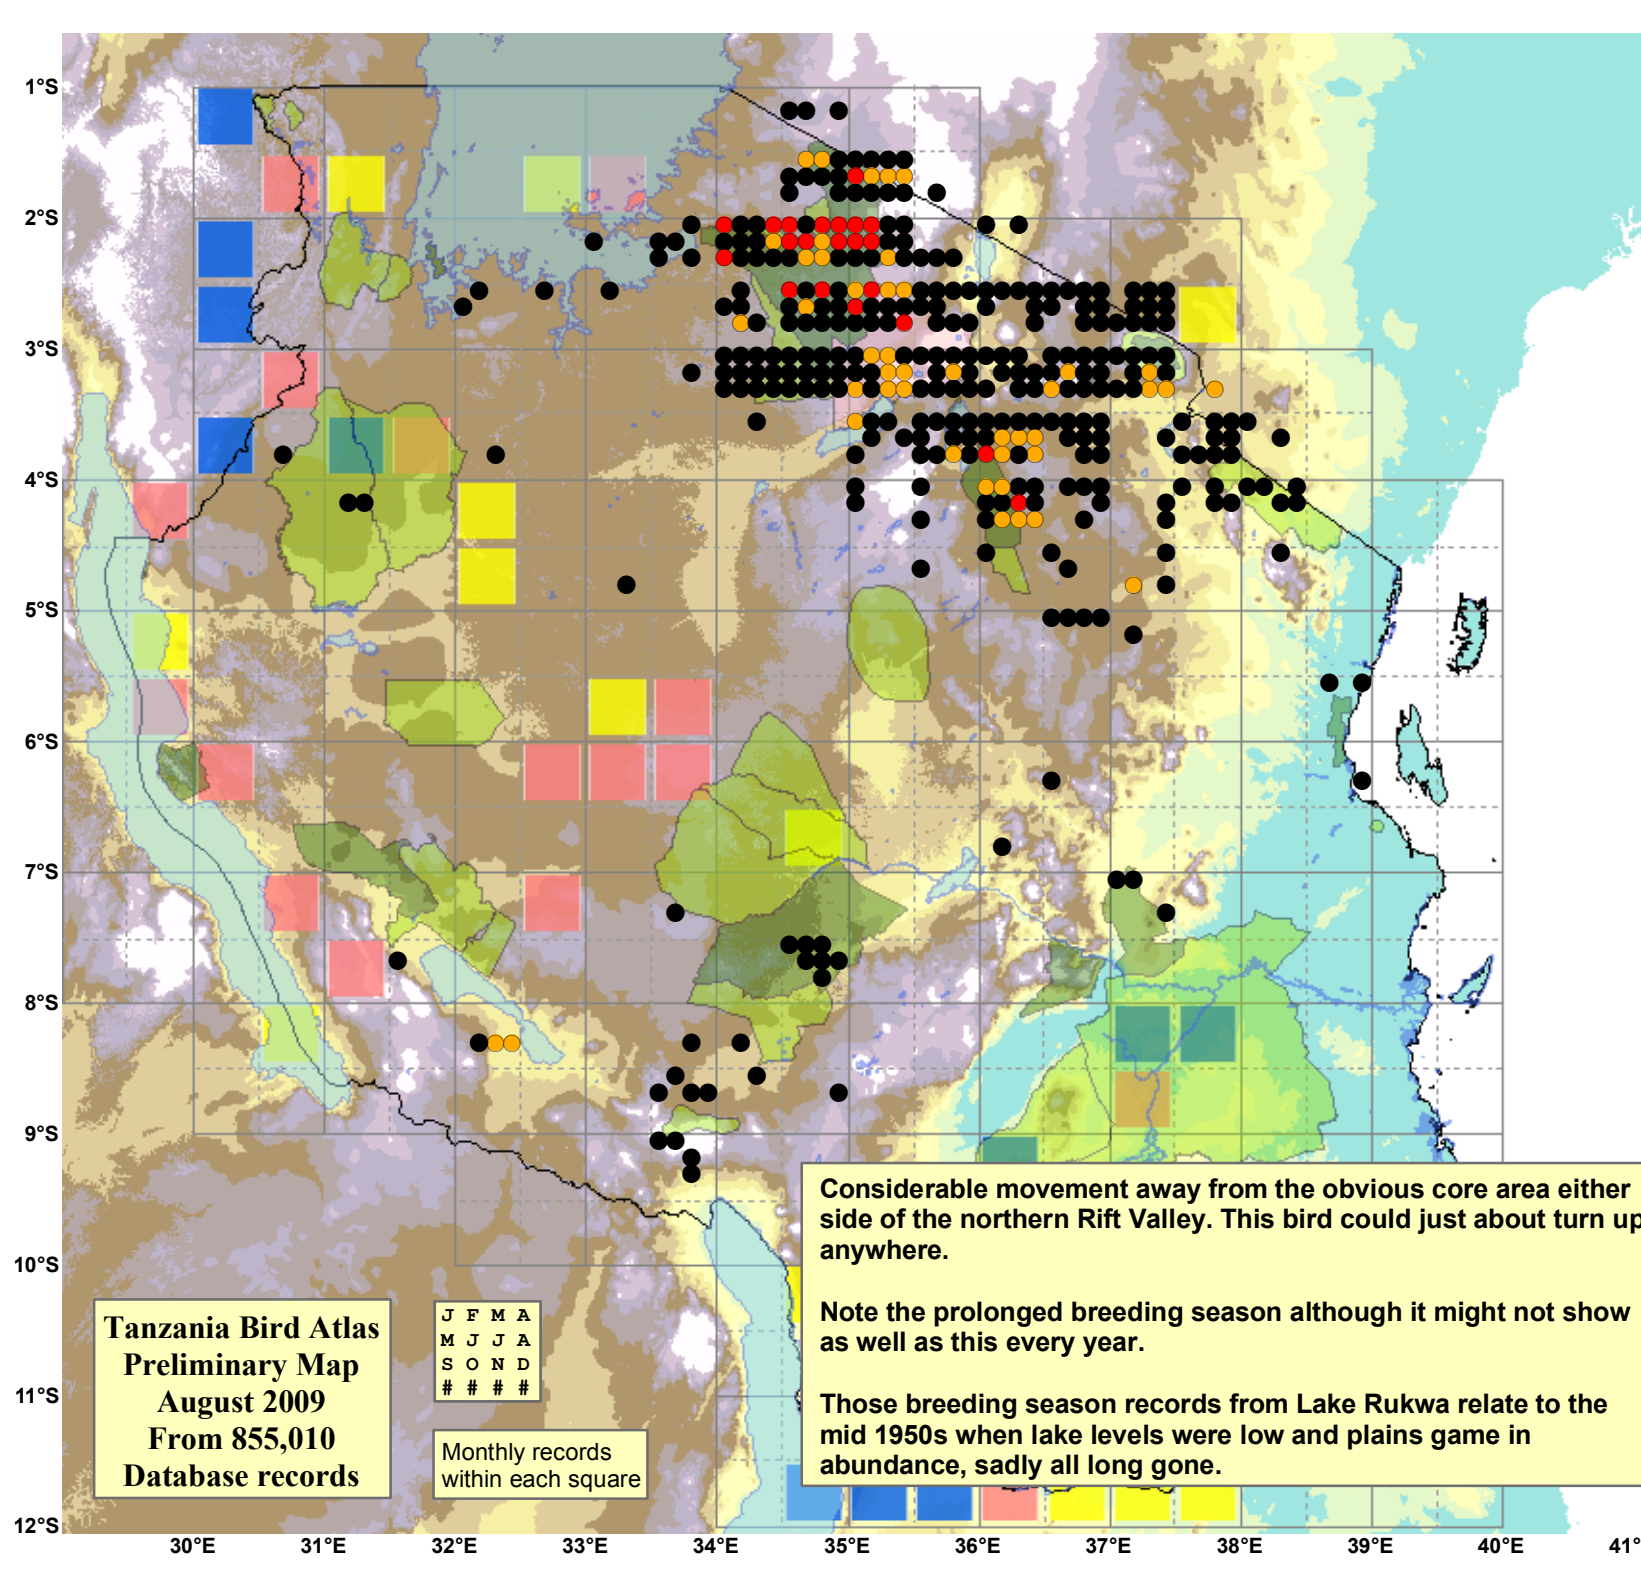 1°S
2°S
3°S
4°S
5°S
6°S
7°S
8°S
9°S
10°S
11°S
12°S
Considerable movement away from the obvious core area either
side of the northern Rift Valley. This bird could just about turn up
anywhere.
Note the prolonged breeding season although it might not show
as well as this every year.
Those breeding season records from Lake Rukwa relate to the
mid 1950s when lake levels were low and plains game in
abundance, sadly all long gone.
Tanzania Bird Atlas
Preliminary Map
August 2009
From 855,010
Database records
J F M A
M J J A
S O N D
# # # #
Monthly records
within each square
30°E 31°E 32°E 33°E 34°E 35°E 36°E 37°E 38°E 39°E 40°E 41°